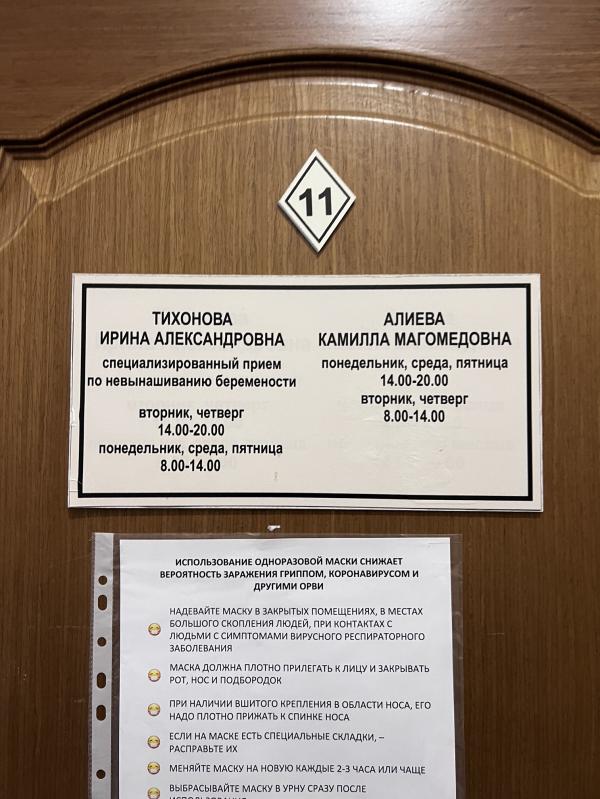 11
ТИХОНОВА
ИРИНА АЛЕКСАНДРОВНА
специализированный прием
по невынашиванию беремености
вторник, четверг
14.00-20.00
понедельник, среда, пятница
8.00-14.00
АЛИЕВА
КАМИЛЛА МАГОМЕДОВНА
понедельник, среда, пятница
14.00-20.00
вторник, четверг
8.00-14.00
ИСПОЛЬЗОВАНИЕ ОДНОРАЗОВОЙ МАСКИ СНИЖАЕТ
ВЕРОЯТНОСТЬ ЗАРАЖЕНИЯ ГРИППОМ, КОРОНАВИРУСОМ И
ДРУГИМИ ОРВИ
НАДЕВАЙТЕ МАСКУ В ЗАКРЫТЫХ ПОМЕЩЕНИЯХ, В МЕСТАХ
БОЛЬШОГО СКОПЛЕНИЯ ЛЮДЕЙ, ПРИ КОНТАКТАХ С
ЛЮДЬМИ С СИМПТОМАМИ ВИРУСНОГО РЕСПИРАТОРНОГО
ЗАБОЛЕВАНИЯ
МАСКА ДОЛЖНА ПЛОТНО ПРИЛЕГАТЬ К ЛИЦУ И ЗАКРЫВАТЬ
РОТ, НОС И ПОДБОРОДОК
ПРИ НАЛИЧИИ ВШИТОГО КРЕПЛЕНИЯ В ОБЛАСТИ НОСА, ЕГО
НАДО ПЛОТНО ПРИЖАТЬ К СПИНКЕ НОСА
ЕСЛИ НА МАСКЕ ЕСТЬ СПЕЦИАЛЬНЫЕ СКЛАДКИ, –
РАСПРАВЬТЕ ИХ
МЕНЯЙТЕ МАСКУ НА НОВУЮ КАЖДЫЕ 2-3 ЧАСА ИЛИ ЧАЩЕ
ВЫБРАСЫВАЙТЕ МАСКУ В УРНУ СРАЗУ ПОСЛЕ